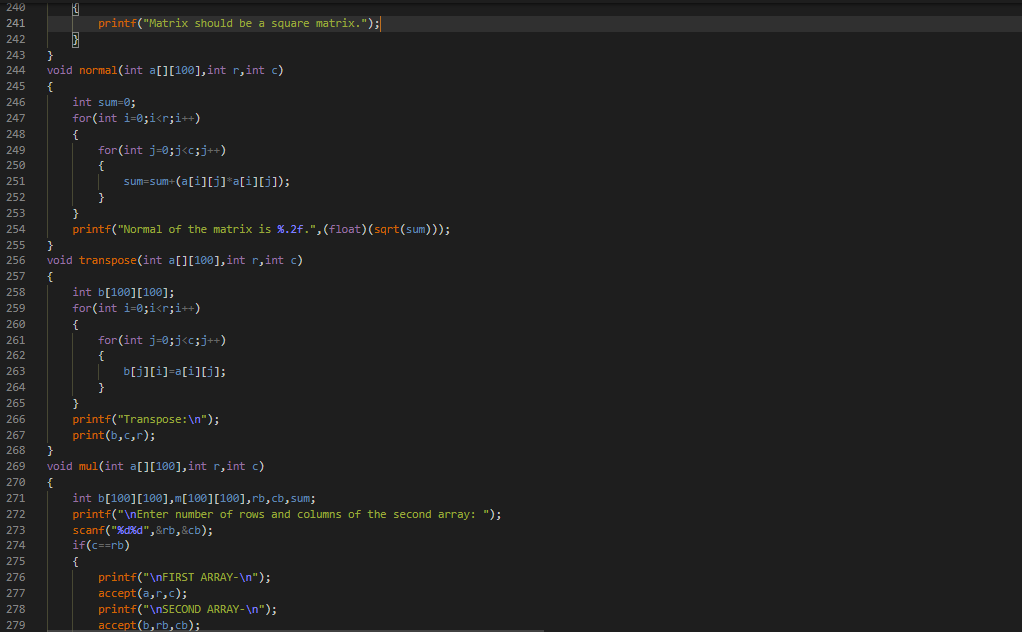 240 {
241 printf("Matrix should be a square matrix.");
242 }
243 }
244 void normal(int a[][100],int r,int c)
245 {
246 int sum=0;
247 for(int i=0;i<r;i++)
248 {
249 for(int j=0;j<c;j++)
250 {
251 sum=sum+(a[i][j]*a[i][j]);
252 }
253 }
254 printf("Normal of the matrix is %.2f.",(float)(sqrt(sum)));
255 }
256 void transpose(int a[][100],int r,int c)
257 {
258 int b[100][100];
259 for(int i=0;i<r;i++)
260 {
261 for(int j=0;j<c;j++)
262 {
263 b[j][i]=a[i][j];
264 }
265 }
266 printf("Transpose:\n");
267 print(b,c,r);
268 }
269 void mul(int a[][100],int r,int c)
270 {
271 int b[100][100],m[100][100],rb,cb,sum;
272 printf("\nEnter number of rows and columns of the second array: ");
273 scanf("%d%d",&rb,&cb);
274 if(c==rb)
275 {
276 printf("\nFIRST ARRAY-\n");
277 accept(a,r,c);
278 printf("\nSECOND ARRAY-\n");
279 accept(b,rb,cb);